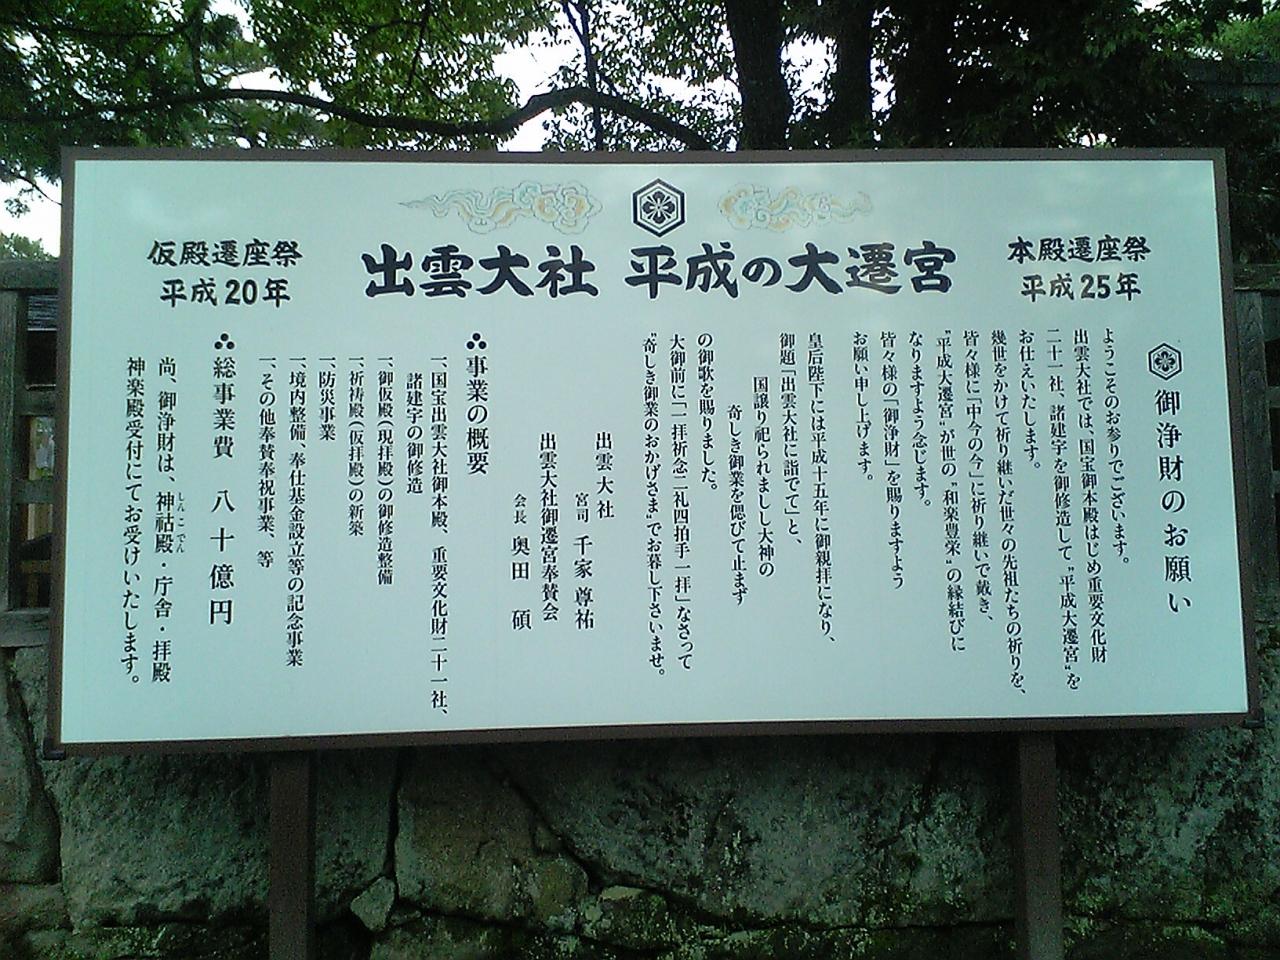 出雲大社 平成の大遷宮
本殿遷座祭
平成25年
仮殿遷座祭
平成20年
御浄財のお願い
ようこそのお参りでございます。
出雲大社では、国宝御本殿はじめ重要文化財
二十一社、諸建宇を御修造して〝平成大遷宮〟を
お仕えいたします。
幾世をかけて祈り継いだ世々の先祖たちの祈りを、
皆々様に「中今の今」に祈り継いで戴き、
〝平成大遷宮〟が世の〝和楽豊栄〟の縁結びに
なりますよう念じます。
皆々様の「御浄財」を賜りますよう
お願い申し上げます。
皇后陛下には平成十五年に御親拝になり、
御題「出雲大社に詣でて」と、
国譲り祀られましし大神の
奇しき御業を偲びて止まず
の御歌を賜りました。
大御前に「一拝祈念二礼四拍手一拝」なさって
〝奇しき御業のおかげさま〟でお暮し下さいませ。
出雲大社
宮司 千家尊祐
出雲大社御遷宮奉賛会
会長 奥田 碩
事業の概要
一、国宝出雲大社御本殿、重要文化財二十一社、
諸建宇の御修造
一、御仮殿(現拝殿)の御修造整備
一、祈祷殿(仮拝殿)の新築
一、防災事業
一、境内整備、奉仕基金設立等の記念事業
一、その他奉賛奉祝事業、等
総事業費 八十億円
尚、御浄財は、神祜殿・庁舎・拝殿
しんこでん
神楽殿受付にてお受けいたします。